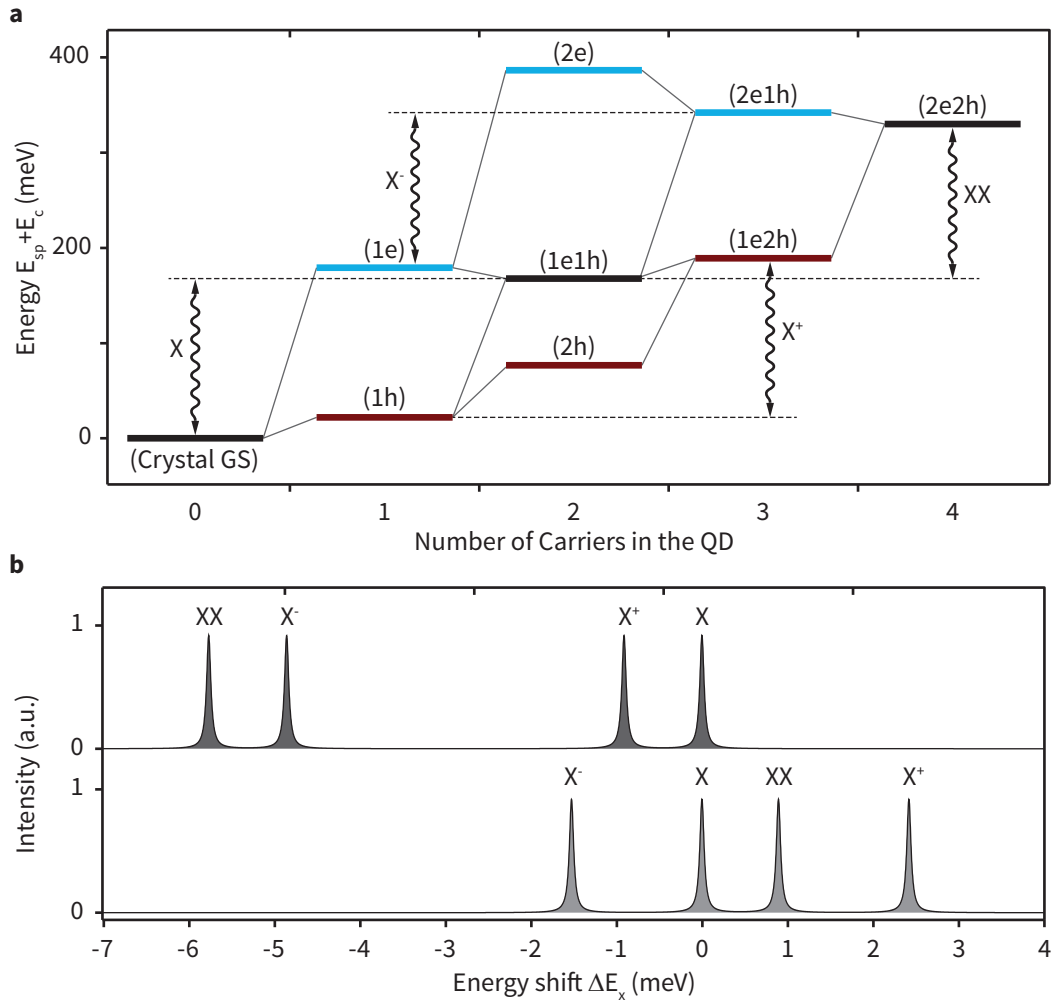 a
400
(2e)
(2e1h)
(2e2h)
X-
XX
Energy E_sp+E_c (meV)
200
(1e)
(1e1h)
(1e2h)
X
(2h)
X+
(1h)
0
(Crystal GS)
0 1 2 3 4
Number of Carriers in the QD
b
XX X- X+ X
1
0
X- X XX X+
1
Intensity (a.u.)
0
-7 -6 -5 -4 -3 -2 -1 0 1 2 3 4
Energy shift ΔE_x (meV)